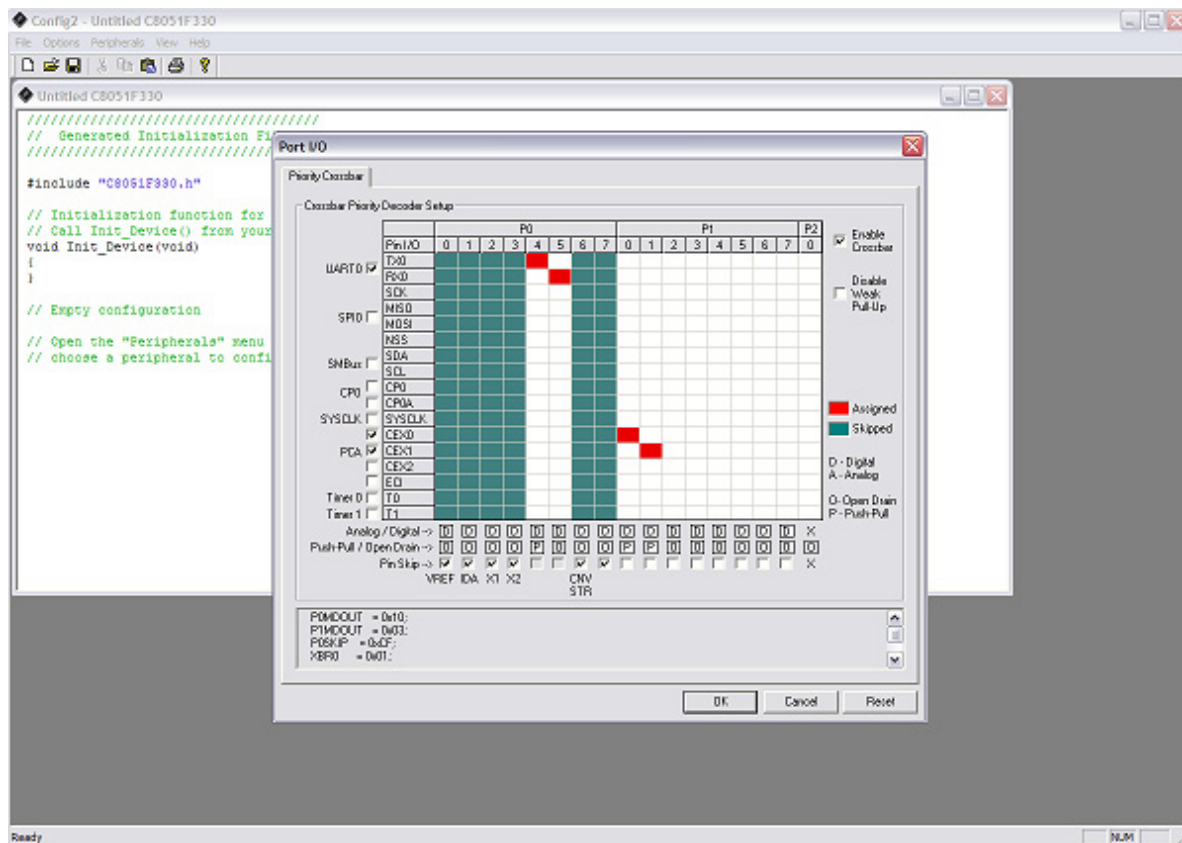 Config2 - Untitled C8051F330
File Options Peripherals View Help
Untitled C8051F330
/////////////////////////////////////
// Generated Initialization Fi
#include "C8051F330.h"
// Initialization function for
// Call Init_Device() from your
void Init_Device(void)
{
}
// Empty configuration
// Open the "Peripherals" menu
// choose a peripheral to confi
Port I/O
Priority Crossbar
Crossbar Priority Decoder Setup
P0 P1 P2
Pin I/O 0 1 2 3 4 5 6 7 0 1 2 3 4 5 6 7 0
UART0 TX0
RX0
SCK
SPI0 MISO
MOSI
NSS
SMBus SDA
SCL
CP0 CP0
CP0A
SYSCLK SYSCLK
CEX0
PCA CEX1
CEX2
ECI
Timer 0 T0
Timer 1 T1
Enable
Crossbar
Disable
Weak
Pull-Up
Assigned
Skipped
D - Digital
A - Analog
O - Open Drain
P - Push-Pull
Analog / Digital -> D D D D D D D D D D D D D D D D X
Push-Pull / Open Drain -> O O O O P O O O P P O O O O O O O
Pin Skip -> X
VREF IDA X1 X2 CNV
STR
P0MDOUT = 0x10;
P1MDOUT = 0x03;
P0SKIP = 0xCF;
XBR0 = 0x01;
OK Cancel Reset
Ready NUM